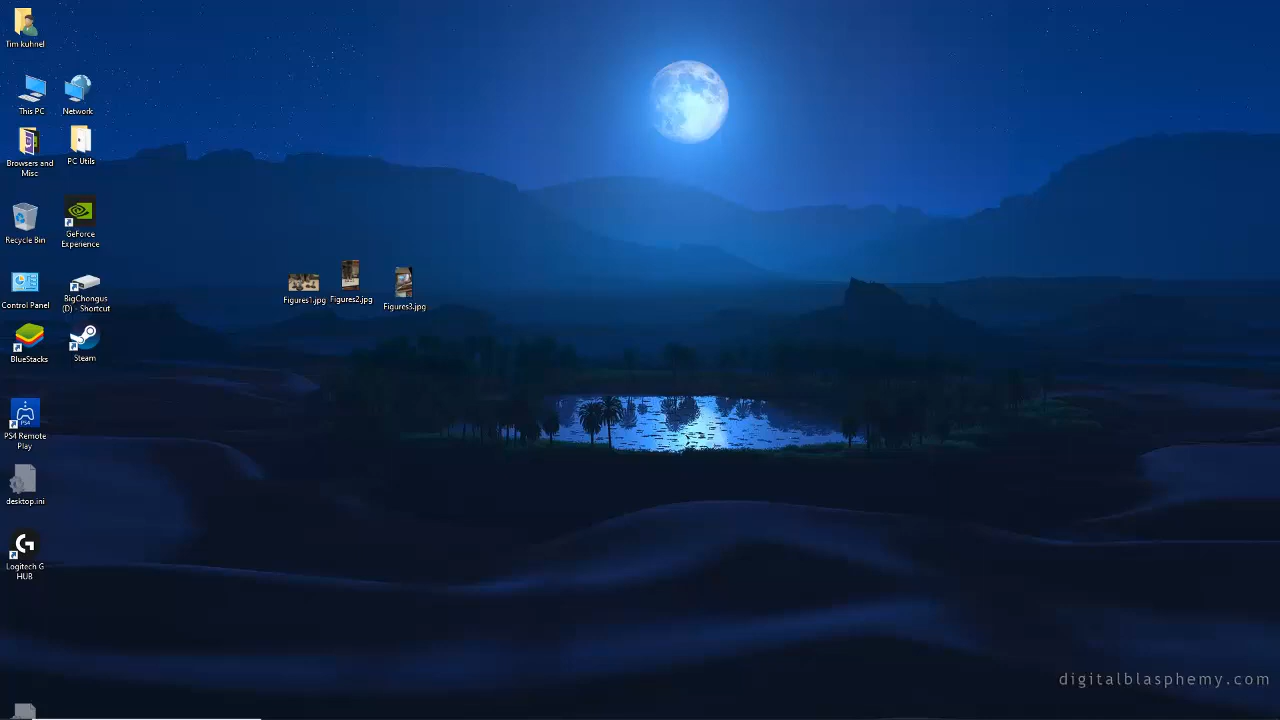 Tim kuhnel
This PC
Network
Browsers and
Misc
PC Utils
Recycle Bin
GeForce
Experience
Figures1.jpg
Figures2.jpg
Figures3.jpg
Control Panel
BigChongus
(D) - Shortcut
BlueStacks
Steam
PS4 Remote
Play
desktop.ini
Logitech G
HUB
digitalblasphemy.com